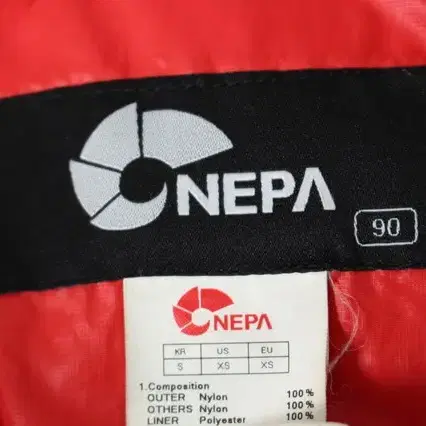 NEPA
90
NEPA
KR US EU
S XS XS
1.Composition
OUTER Nylon 100%
OTHERS Nylon 100%
LINER Polyester 100%